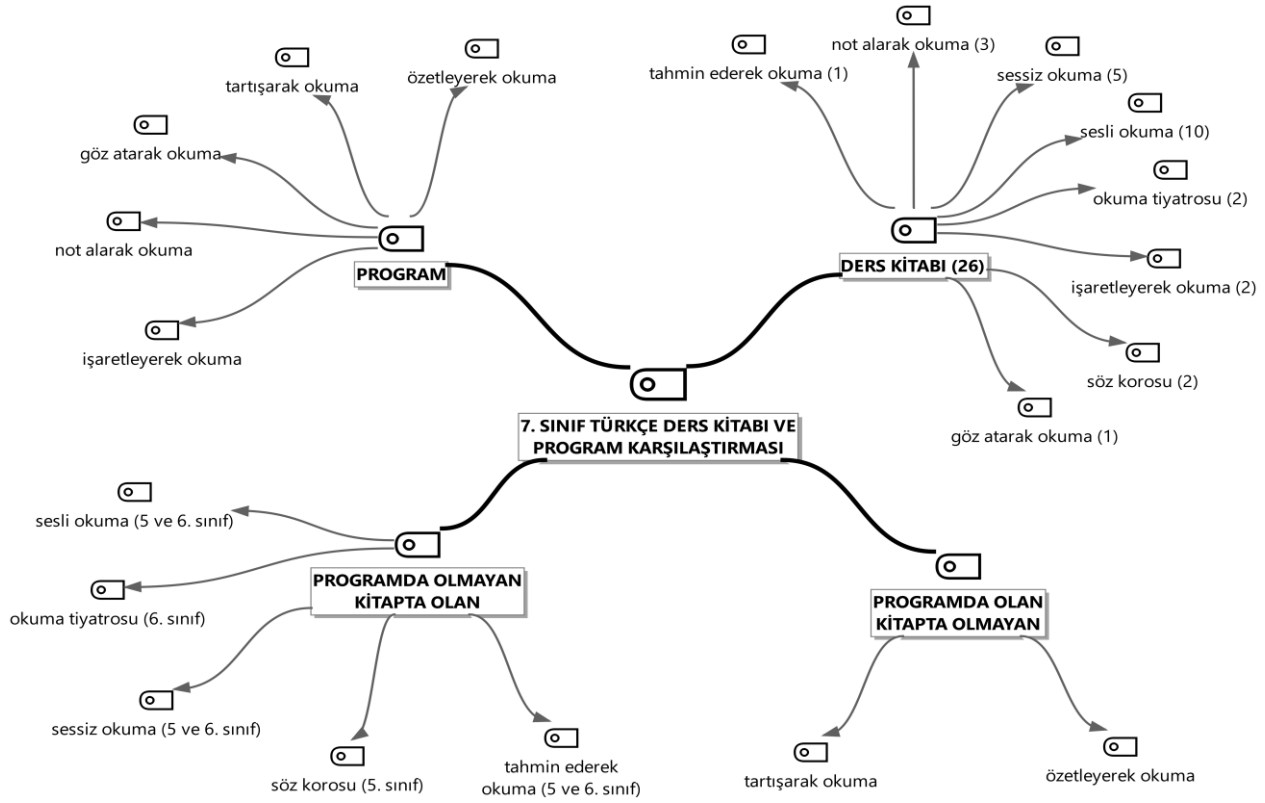 tartışarak okuma
özetleyerek okuma
göz atarak okuma
not alarak okuma
işaretleyerek okuma
PROGRAM
tahmin ederek okuma (1)
not alarak okuma (3)
sessiz okuma (5)
sesli okuma (10)
okuma tiyatrosu (2)
işaretleyerek okuma (2)
söz korosu (2)
göz atarak okuma (1)
DERS KİTABI (26)
7. SINIF TÜRKÇE DERS KİTABI VE
PROGRAM KARŞILAŞTIRMASI
sesli okuma (5 ve 6. sınıf)
okuma tiyatrosu (6. sınıf)
PROGRAMDA OLMAYAN
KİTAPTA OLAN
sessiz okuma (5 ve 6. sınıf)
söz korosu (5. sınıf)
tahmin ederek
okuma (5 ve 6. sınıf)
PROGRAMDA OLAN
KİTAPTA OLMAYAN
tartışarak okuma
özetleyerek okuma